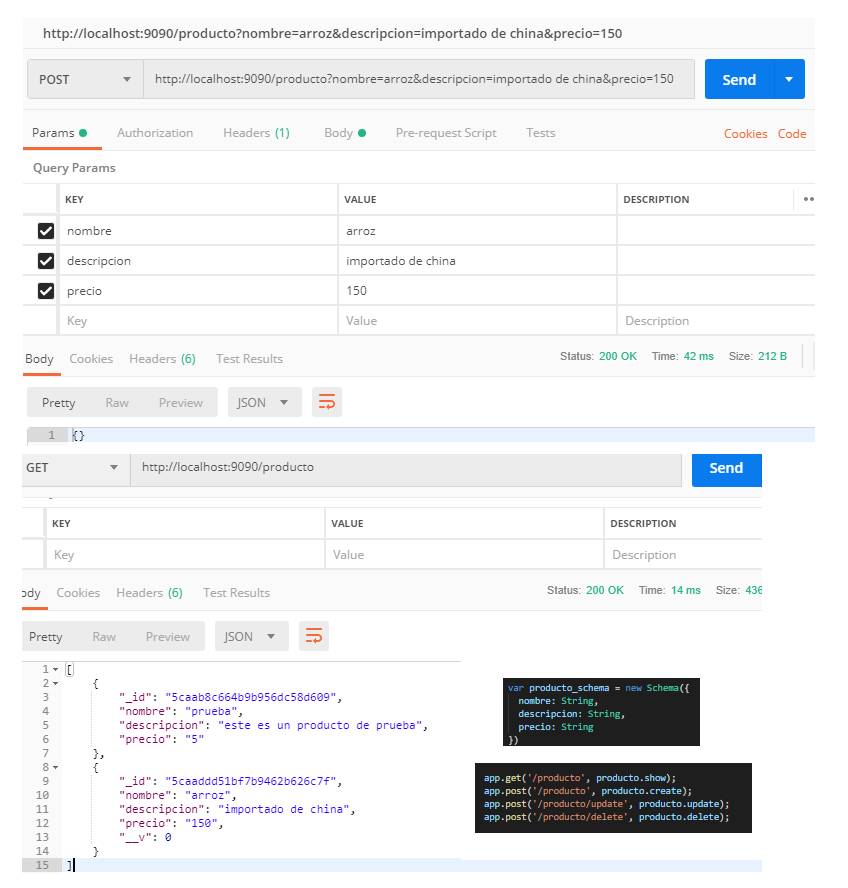 http://localhost:9090/producto?nombre=arroz&descripcion=importado de china&precio=150
POST http://localhost:9090/producto?nombre=arroz&descripcion=importado de china&precio=150 Send
Params Authorization Headers (1) Body Pre-request Script Tests Cookies Code
Query Params
KEY VALUE DESCRIPTION
nombre arroz
descripcion importado de china
precio 150
Key Value Description
Body Cookies Headers (6) Test Results Status: 200 OK Time: 42 ms Size: 212 B
Pretty Raw Preview JSON
1 {}
GET http://localhost:9090/producto Send
KEY VALUE DESCRIPTION
Key Value Description
ody Cookies Headers (6) Test Results Status: 200 OK Time: 14 ms Size: 436
Pretty Raw Preview JSON
1 [
2 {
3 "_id": "5caab8c664b9b956dc58d609",
4 "nombre": "prueba",
5 "descripcion": "este es un producto de prueba",
6 "precio": "5"
7 },
8 {
9 "_id": "5caaddd51bf7b9462b626c7f",
10 "nombre": "arroz",
11 "descripcion": "importado de china",
12 "precio": "150",
13 "__v": 0
14 }
15 ]
var producto_schema = new Schema({
nombre: String,
descripcion: String,
precio: String
})
app.get('/producto', producto.show);
app.post('/producto', producto.create);
app.post('/producto/update', producto.update);
app.post('/producto/delete', producto.delete);